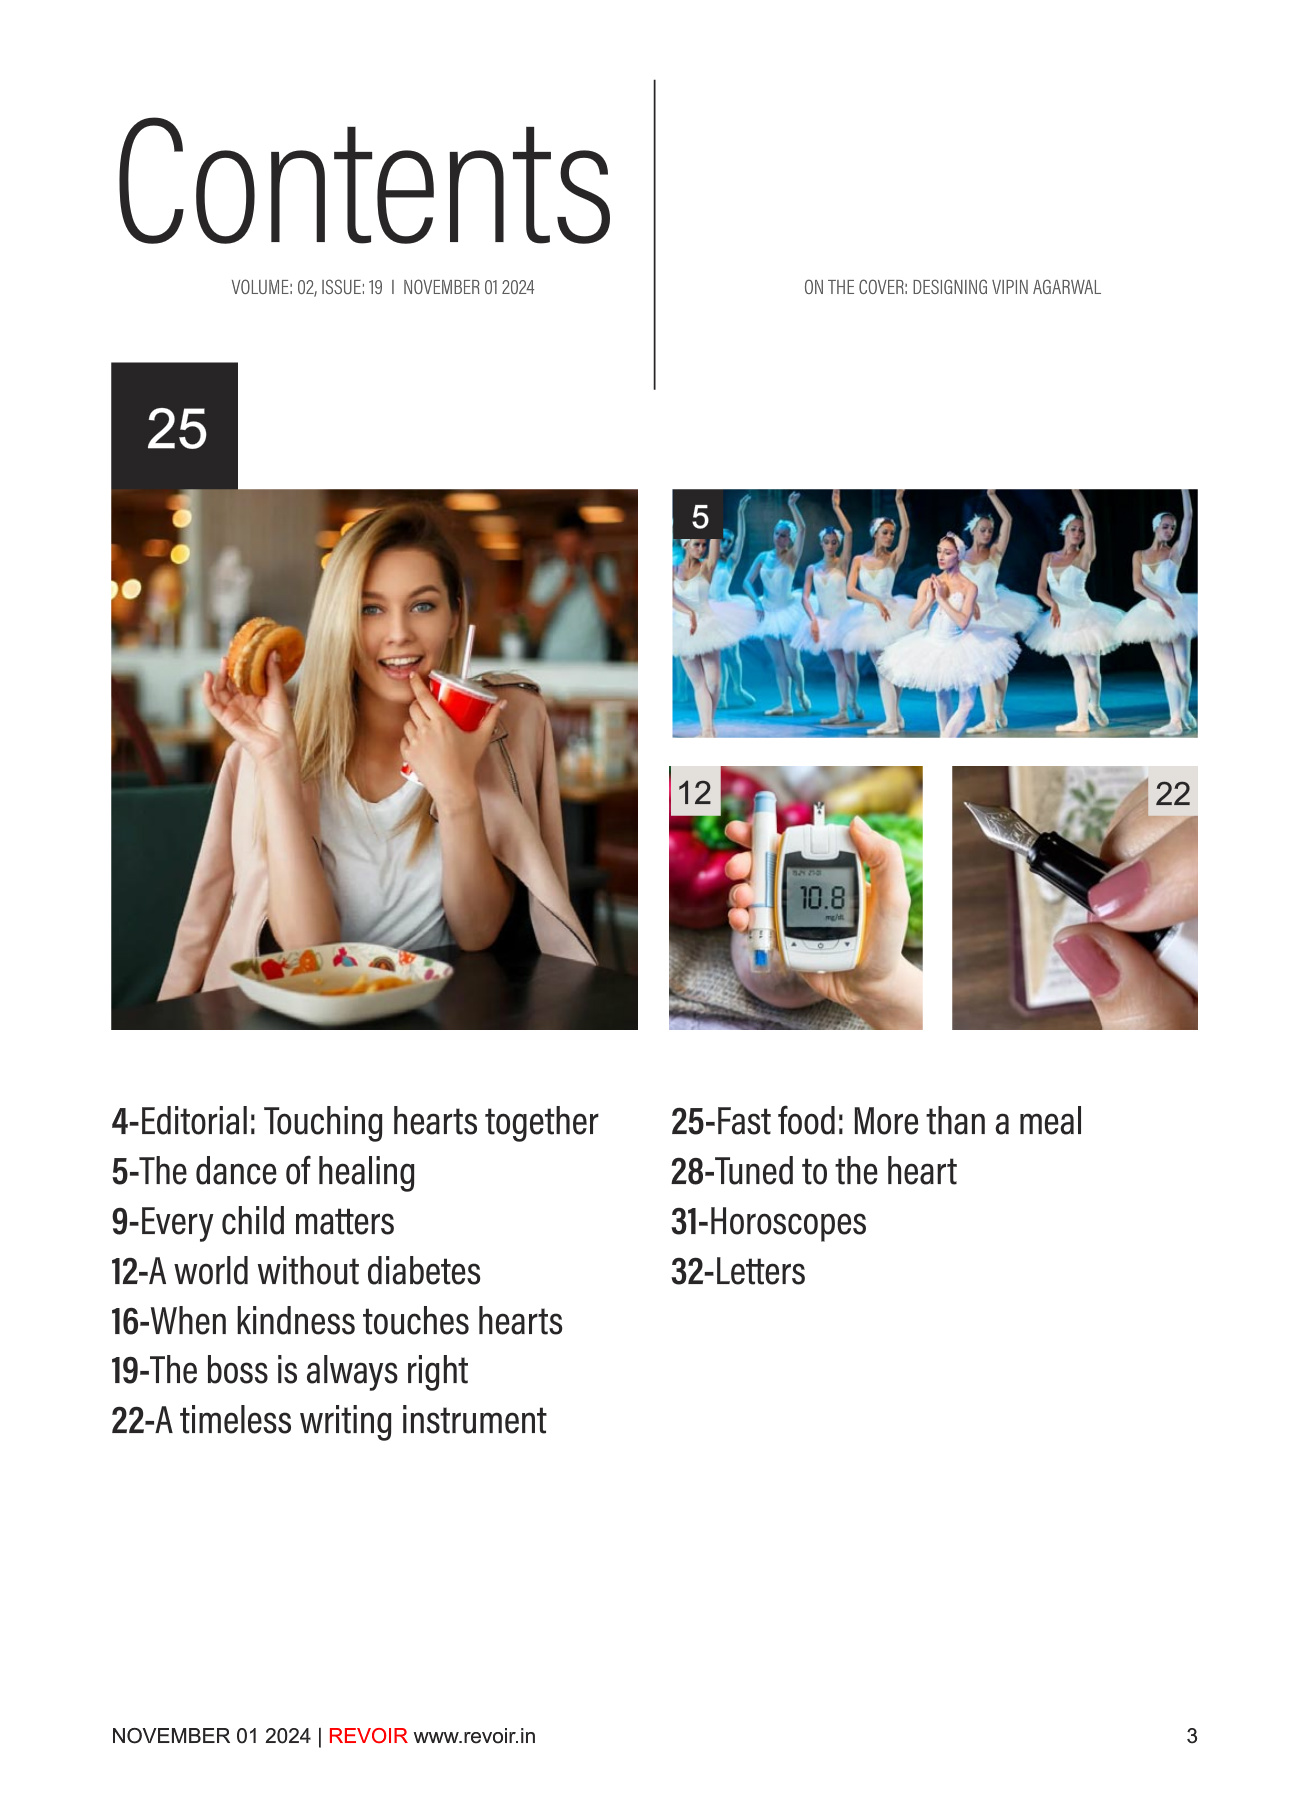 Contents
VOLUME: 02, ISSUE: 19 I NOVEMBER 01 2024
ON THE COVER: DESIGNING VIPIN AGARWAL
25
5
12
22
10.8
mg/dL
4-Editorial: Touching hearts together
5-The dance of healing
9-Every child matters
12-A world without diabetes
16-When kindness touches hearts
19-The boss is always right
22-A timeless writing instrument
25-Fast food: More than a meal
28-Tuned to the heart
31-Horoscopes
32-Letters
NOVEMBER 01 2024 | REVOIR www.revoir.in
3